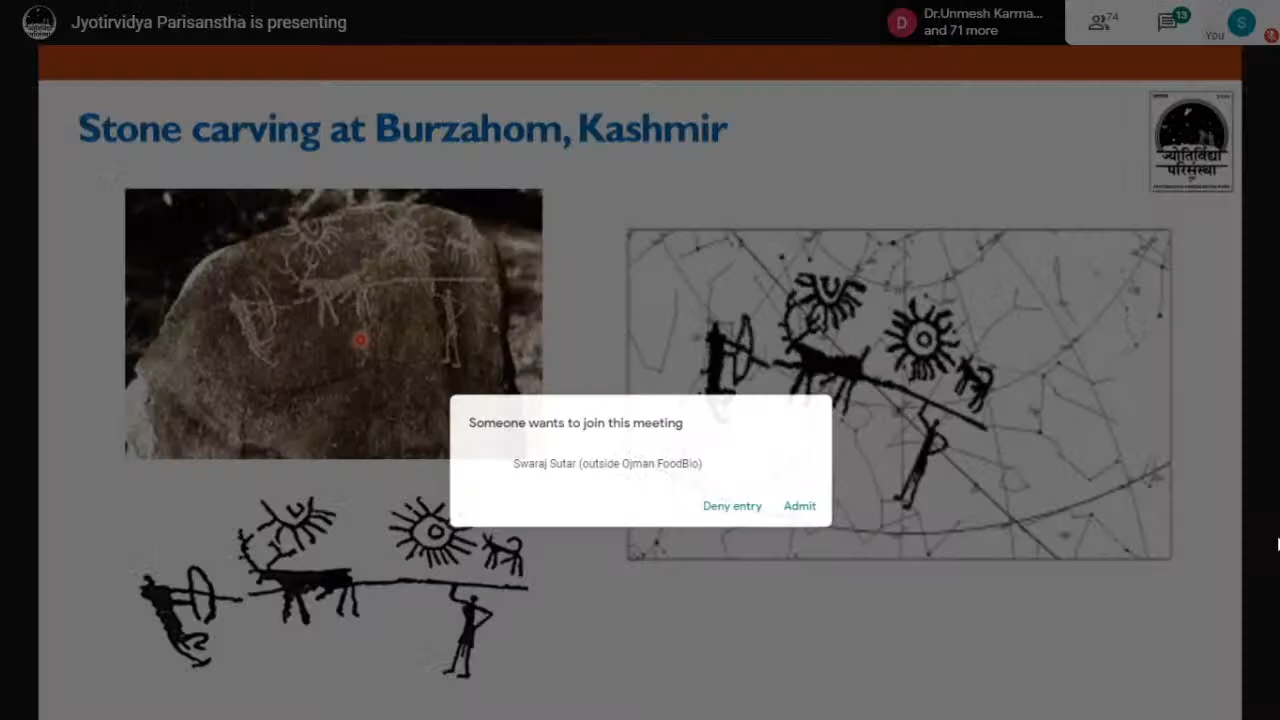 Jyotirvidya Parisanstha is presenting
D
Dr.Unmesh Karma...
and 71 more
74
13
You
S
Stone carving at Burzahom, Kashmir
ज्योतिर्विद्या
परिसंस्था
Someone wants to join this meeting
Swaraj Sutar (outside Ojman FoodBio)
Deny entry
Admit